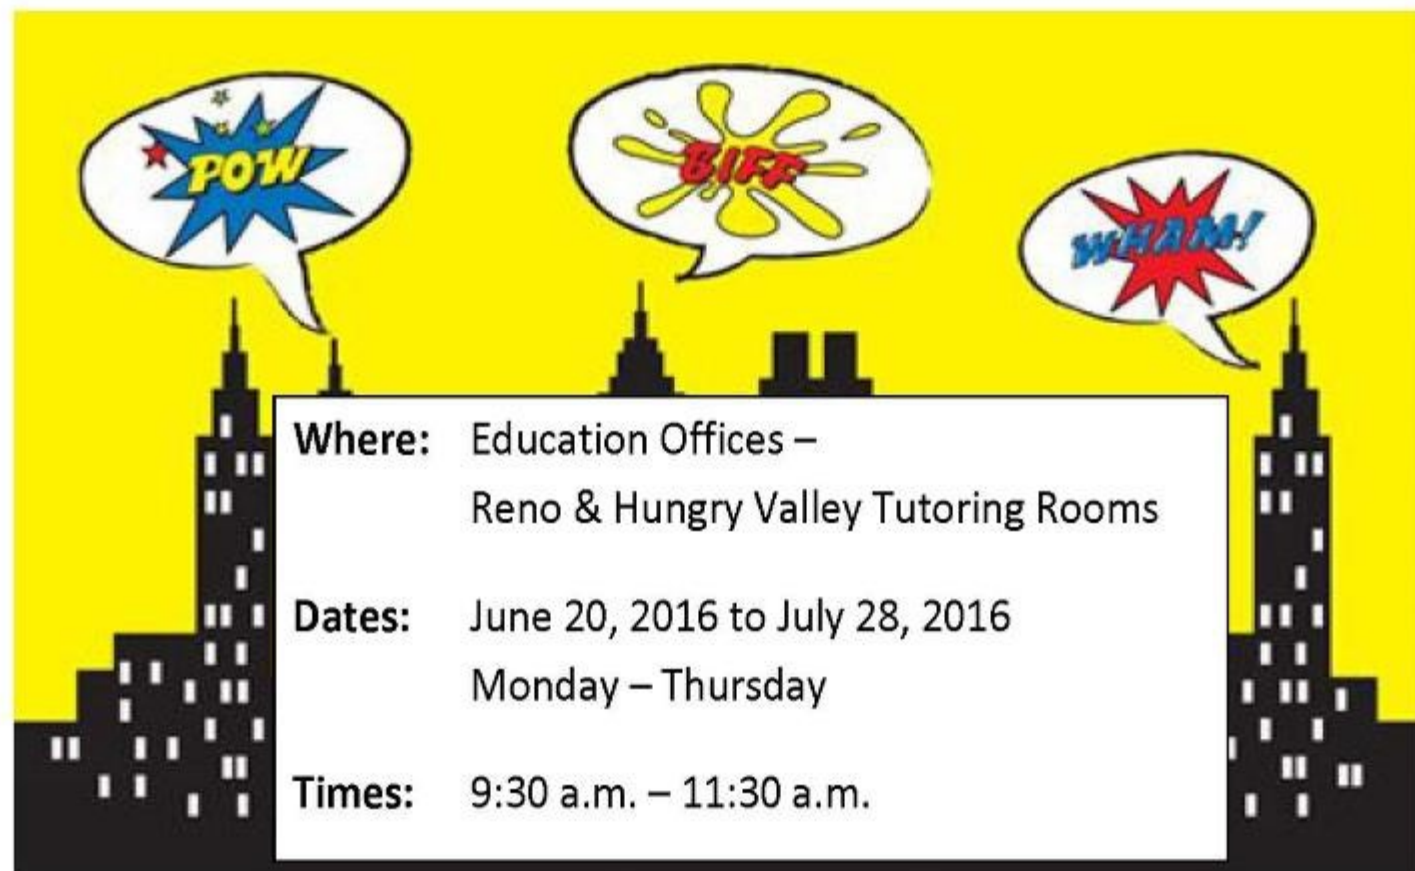 POW
BIFF
WHAM!
Where: Education Offices –
Reno & Hungry Valley Tutoring Rooms
Dates: June 20, 2016 to July 28, 2016
Monday – Thursday
Times: 9:30 a.m. – 11:30 a.m.